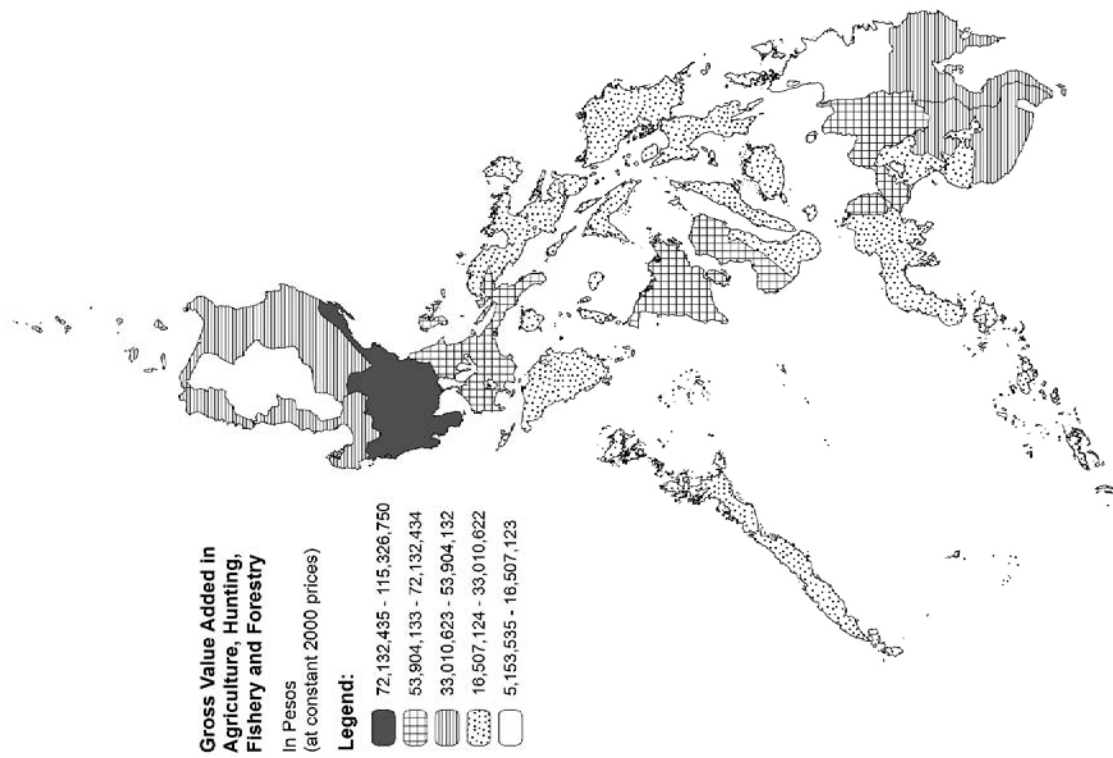 Gross Value Added in
Agriculture, Hunting,
Fishery and Forestry
In Pesos
(at constant 2000 prices)
Legend:
72,132,435 - 115,326,750
53,904,133 - 72,132,434
33,010,623 - 53,904,132
16,507,124 - 33,010,622
5,153,535 - 16,507,123